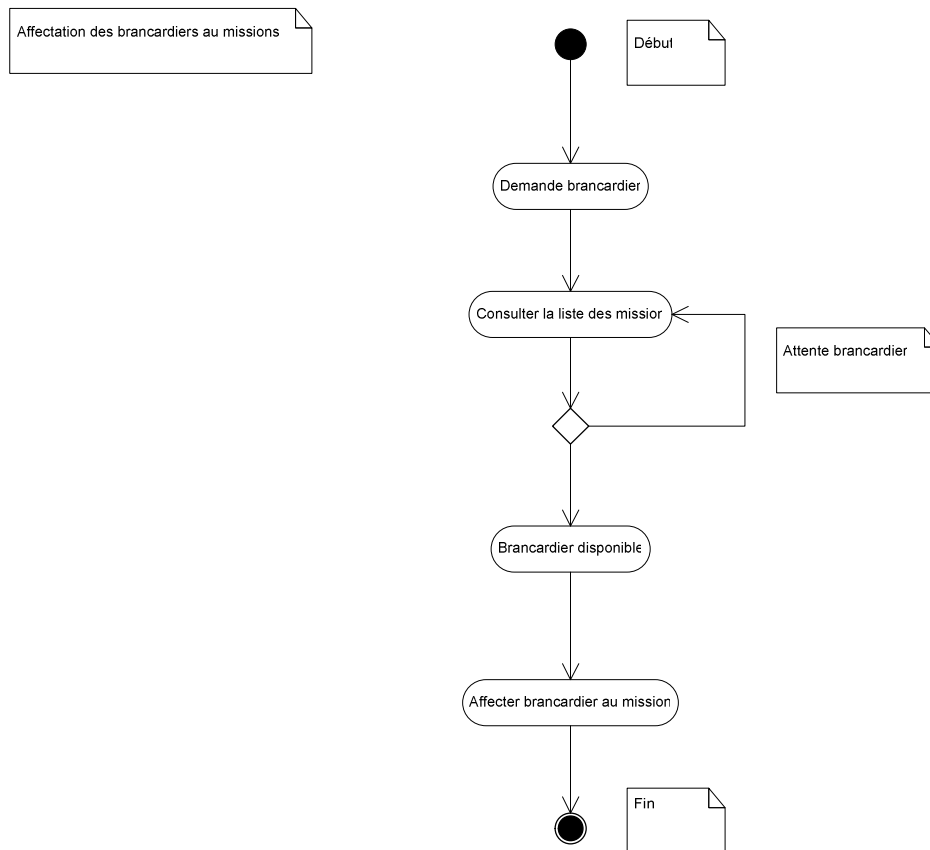 Affectation des brancardiers au missions
Début
Demande brancardier
Consulter la liste des mission
Attente brancardier
Brancardier disponible
Affecter brancardier au mission
Fin